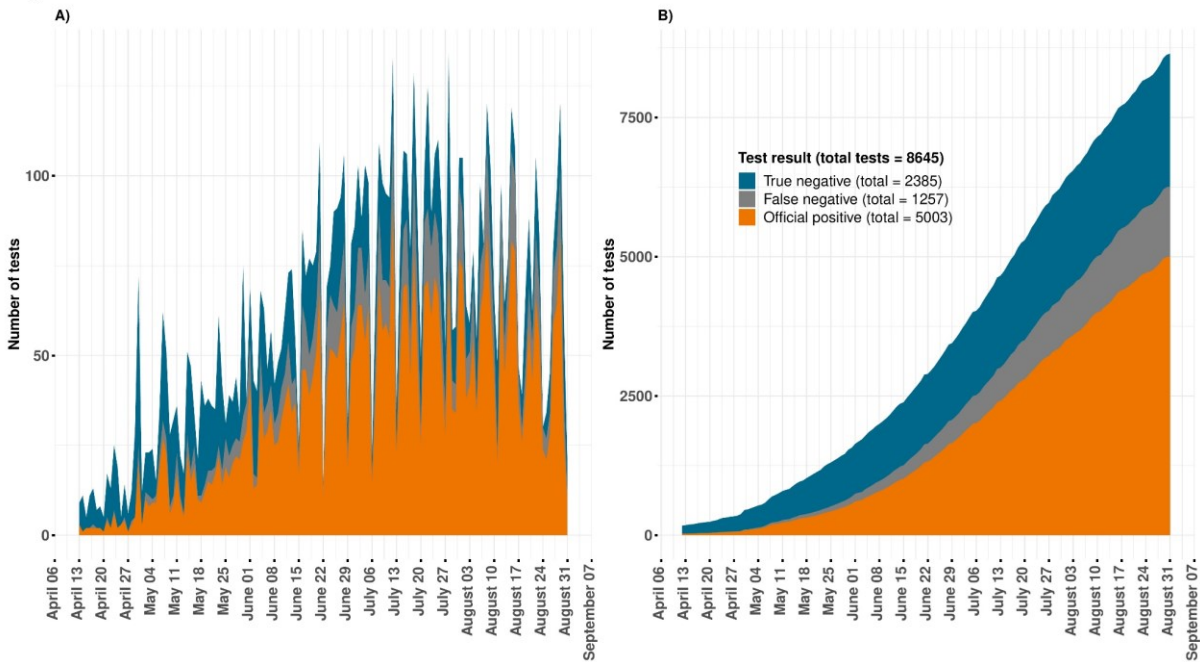 A)
Number of tests
100
50
0
April 06
April 13
April 20
April 27
May 04
May 11
May 18
May 25
June 01
June 08
June 15
June 22
June 29
July 06
July 13
July 20
July 27
August 03
August 10
August 17
August 24
August 31
September 07
B)
Number of tests
7500
5000
2500
0
Test result (total tests = 8645)
True negative (total = 2385)
False negative (total = 1257)
Official positive (total = 5003)
April 06
April 13
April 20
April 27
May 04
May 11
May 18
May 25
June 01
June 08
June 15
June 22
June 29
July 06
July 13
July 20
July 27
August 03
August 10
August 17
August 24
August 31
September 07